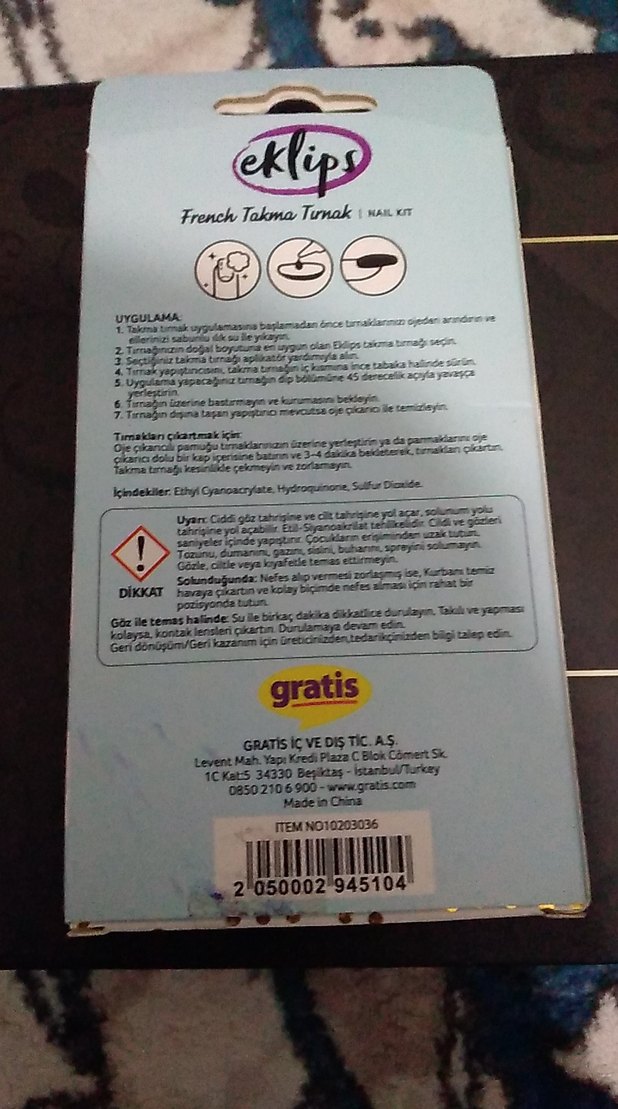 eklips
French Takma Tırnak | NAIL KIT
UYGULAMA:
1. Takma tırnak uygulamasına başlamadan önce tırnaklarınızı ojeden arındırın ve
ellerinizi sabunlu ılık su ile yıkayın.
2. Tırnağınızın doğal boyutuna en uygun olan Eklips takma tırnağı seçin.
3. Seçtiğiniz takma tırnağı aplikatör yardımıyla alın.
4. Tırnak yapıştırıcısını, takma tırnağın iç kısmına ince tabaka halinde sürün.
5. Uygulama yapacağınız tırnağın dip bölümüne 45 derecelik açıyla yavaşça
yerleştirin.
6. Tırnağın üzerine bastırmayın ve kurumasını bekleyin.
7. Tırnağın dışına taşan yapıştırıcı mevcutsa oje çıkarıcı ile temizleyin.
Tırnakları çıkartmak için:
Oje çıkarıcılı pamuğu tırnaklarınızın üzerine yerleştirin ya da parmaklarını oje
çıkarıcı dolu bir kap içerisine batırın ve 3-4 dakika bekleterek, tırnakları çıkartın.
Takma tırnağı kesinlikle çekmeyin ve zorlamayın.
İçindekiler: Ethyl Cyanoacrylate, Hydroquinone, Sulfur Dioxide.
Uyarı: Ciddi göz tahrişine ve cilt tahrişine yol açar, solunum yolu
tahrişine yol açabilir. Etil-Siyanoakrilat tehlikelidir. Cildi ve gözleri
saniyeler içinde yapıştırır. Çocukların erişiminden uzak tutun.
Tozunu, dumanını, gazını, sisini, buharını, spreyini solumayın.
Gözle, ciltle veya kıyafetle temas ettirmeyin.
DİKKAT
Solunduğunda: Nefes alıp vermesi zorlaşmış ise, Kurbanı temiz
havaya çıkartın ve kolay biçimde nefes alması için rahat bir
pozisyonda tutun.
Göz ile temas halinde: Su ile birkaç dakika dikkatlice durulayın. Takılı ve yapması
kolaysa, kontak lensleri çıkartın. Durulamaya devam edin.
Geri dönüşüm/Geri kazanım için üreticinizden,tedarikçinizden bilgi talep edin.
gratis
GRATİS İÇ VE DIŞ TİC. A.Ş.
Levent Mah. Yapı Kredi Plaza C Blok Cömert Sk.
1C Kat:5 34330 Beşiktaş - İstanbul/Turkey
0850 210 6 900 - www.gratis.com
Made in China
ITEM NO10203036
2 050002 945104